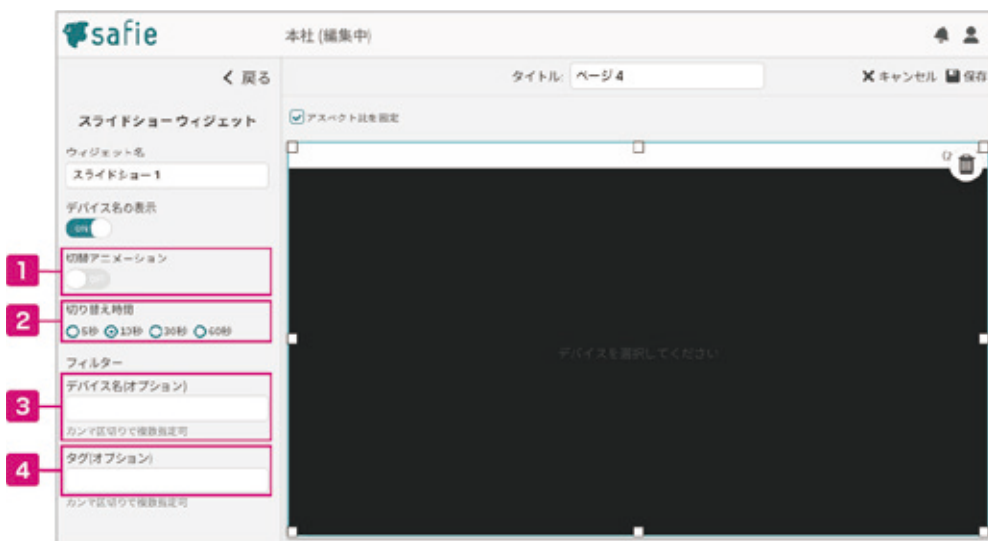 safie
本社 (編集中)
戻る
タイトル: ページ 4
キャンセル 保存
スライドショーウィジェット
アスペクト比を固定
ウィジェット名
スライドショー 1
デバイス名の表示
ON
1
切替アニメーション
OFF
2
切り替え時間
5秒 10秒 30秒 60秒
フィルター
3
デバイス名(オプション)
カンマ区切りで複数指定可
4
タグ(オプション)
カンマ区切りで複数指定可
デバイスを選択してください